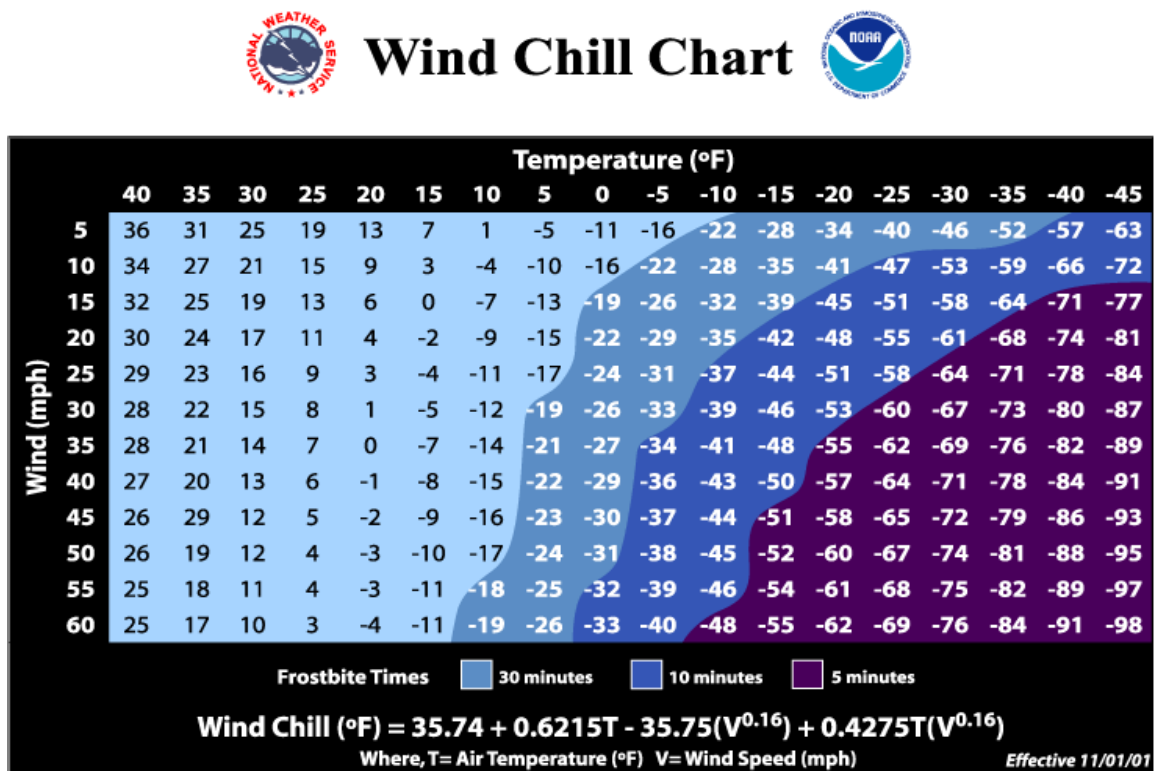 NATIONAL WEATHER SERVICE
Wind Chill Chart
NOAA
NATIONAL OCEANIC AND ATMOSPHERIC ADMINISTRATION
U.S. DEPARTMENT OF COMMERCE
Temperature (ºF)
40 35 30 25 20 15 10 5 0 -5 -10 -15 -20 -25 -30 -35 -40 -45
Wind (mph)
5 36 31 25 19 13 7 1 -5 -11 -16 -22 -28 -34 -40 -46 -52 -57 -63
10 34 27 21 15 9 3 -4 -10 -16 -22 -28 -35 -41 -47 -53 -59 -66 -72
15 32 25 19 13 6 0 -7 -13 -19 -26 -32 -39 -45 -51 -58 -64 -71 -77
20 30 24 17 11 4 -2 -9 -15 -22 -29 -35 -42 -48 -55 -61 -68 -74 -81
25 29 23 16 9 3 -4 -11 -17 -24 -31 -37 -44 -51 -58 -64 -71 -78 -84
30 28 22 15 8 1 -5 -12 -19 -26 -33 -39 -46 -53 -60 -67 -73 -80 -87
35 28 21 14 7 0 -7 -14 -21 -27 -34 -41 -48 -55 -62 -69 -76 -82 -89
40 27 20 13 6 -1 -8 -15 -22 -29 -36 -43 -50 -57 -64 -71 -78 -84 -91
45 26 29 12 5 -2 -9 -16 -23 -30 -37 -44 -51 -58 -65 -72 -79 -86 -93
50 26 19 12 4 -3 -10 -17 -24 -31 -38 -45 -52 -60 -67 -74 -81 -88 -95
55 25 18 11 4 -3 -11 -18 -25 -32 -39 -46 -54 -61 -68 -75 -82 -89 -97
60 25 17 10 3 -4 -11 -19 -26 -33 -40 -48 -55 -62 -69 -76 -84 -91 -98
Frostbite Times 30 minutes 10 minutes 5 minutes
Wind Chill (ºF) = 35.74 + 0.6215T - 35.75(V0.16) + 0.4275T(V0.16)
Where, T= Air Temperature (ºF) V= Wind Speed (mph) Effective 11/01/01